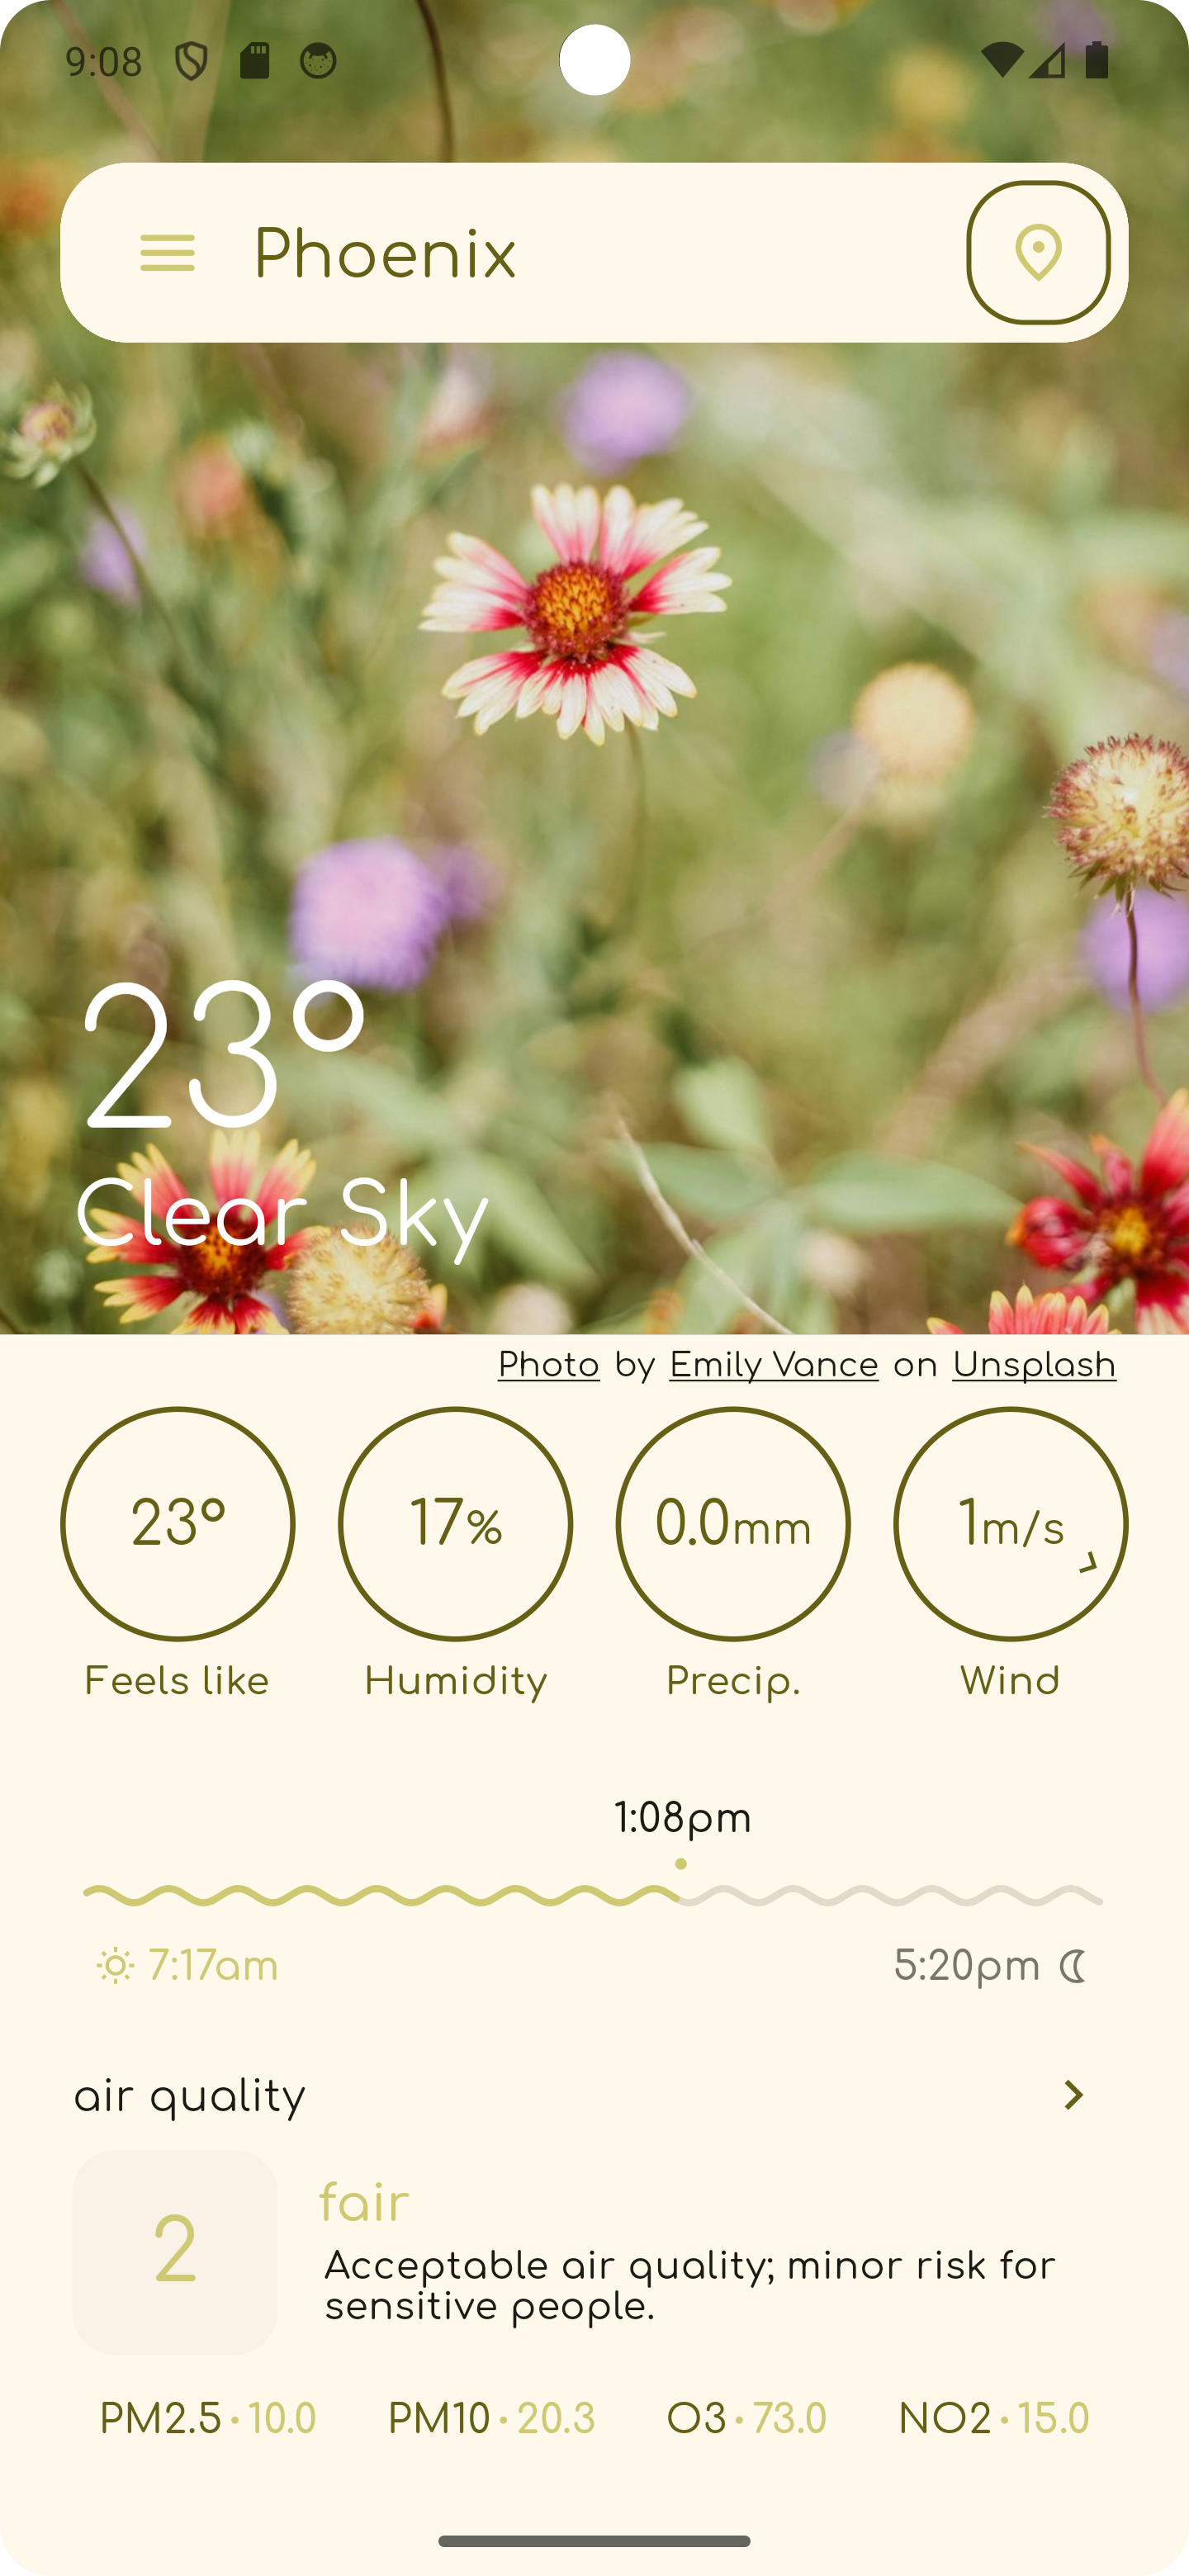 9:08
Phoenix
23°
Clear Sky
Photo by Emily Vance on Unsplash
23° 17% 0.0mm 1m/s
Feels like Humidity Precip. Wind
1:08pm
7:17am 5:20pm
air quality
2
fair
Acceptable air quality; minor risk for
sensitive people.
PM2.5·10.0 PM10·20.3 O3·73.0 NO2·15.0